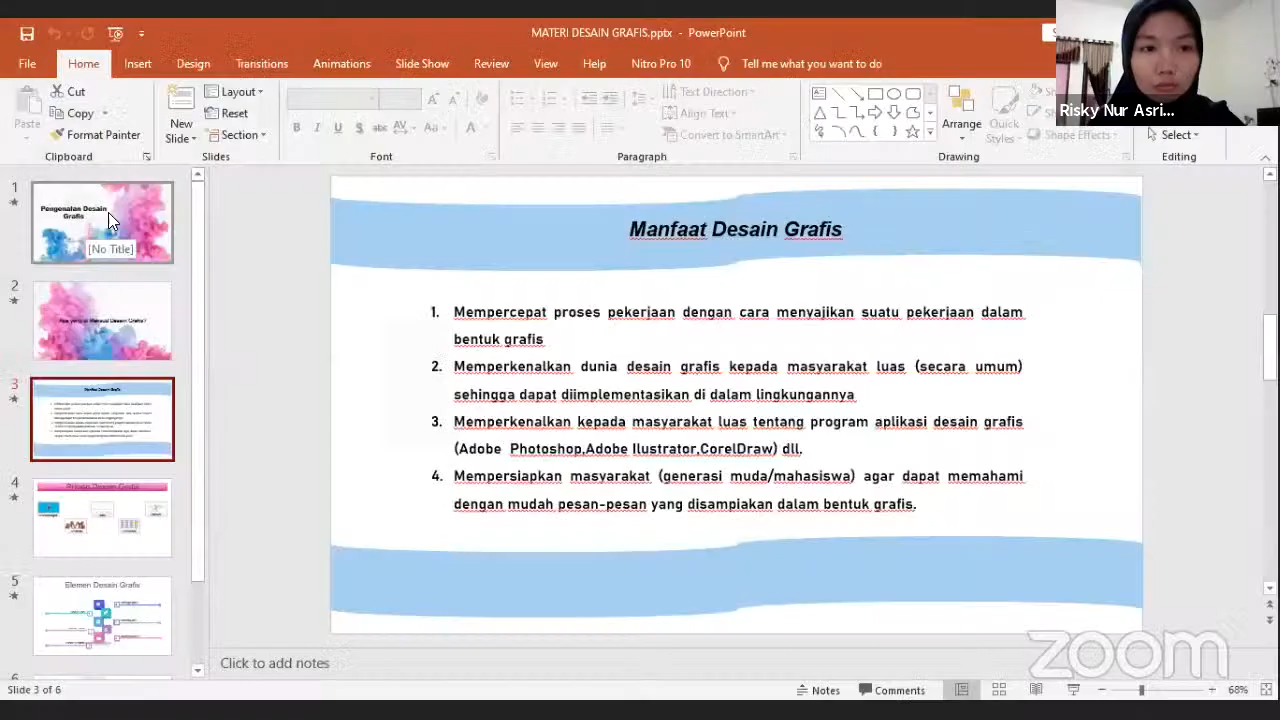 MATERI DESAIN GRAFIS.pptx - PowerPoint
File Home Insert Design Transitions Animations Slide Show Review View Help Nitro Pro 10 Tell me what you want to do
Risky Nur Asri...
Paste
Cut
Copy
Format Painter
Clipboard
New Slide
Layout
Reset
Section
Slides
Font
Text Direction
Align Text
Convert to SmartArt
Paragraph
Arrange
Quick Styles
Shape Effects
Drawing
Select
Editing
1
Pengenalan Desain
Grafis
[No Title]
2
3
4
5
Elemen Desain Grafis
Manfaat Desain Grafis
1. Mempercepat proses pekerjaan dengan cara menyajikan suatu pekerjaan dalam
bentuk grafis
2. Memperkenalkan dunia desain grafis kepada masyarakat luas (secara umum)
sehingga dapat diimplementasikan di dalam lingkungannya
3. Memperkenalkan kepada masyarakat luas tentang program aplikasi desain grafis
(Adobe Photoshop,Adobe Ilustrator,CorelDraw) dll.
4. Mempersiapkan masyarakat (generasi muda/mahasiswa) agar dapat memahami
dengan mudah pesan-pesan yang disampiakan dalam bentuk grafis.
Click to add notes
zoom
Slide 3 of 6
Notes Comments 68%